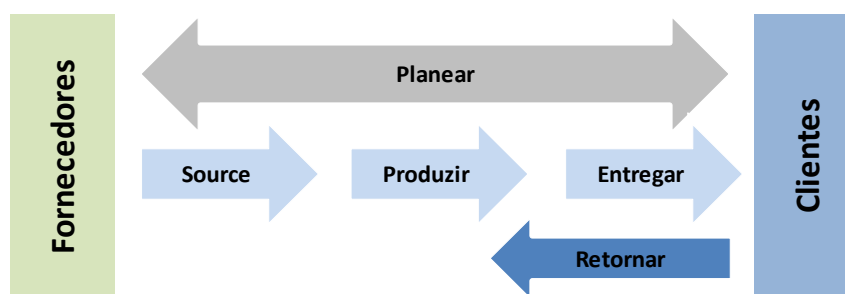 Fornecedores
Planear
Source
Produzir
Entregar
Retornar
Clientes